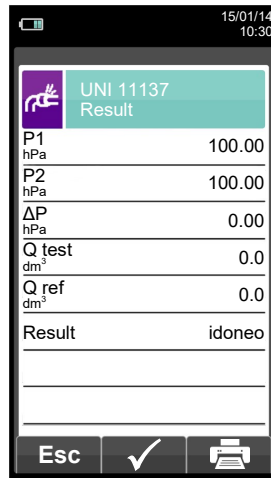 15/01/14
10:30
UNI 11137
Result
P1
hPa
100.00
P2
hPa
100.00
ΔP
hPa
0.00
Q test
dm³
0.0
Q ref
dm³
0.0
Result idoneo
Esc